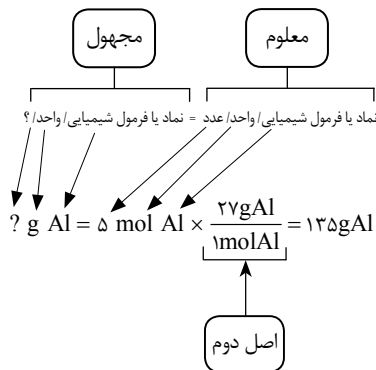 معلوم
مجهول
نماد یا فرمول شیمیایی/ واحد/ عدد = نماد یا فرمول شیمیایی/ واحد/ ؟
? g Al = ۵ mol Al × ۲۷gAl / ۱molAl = ۱۳۵gAl
اصل دوم